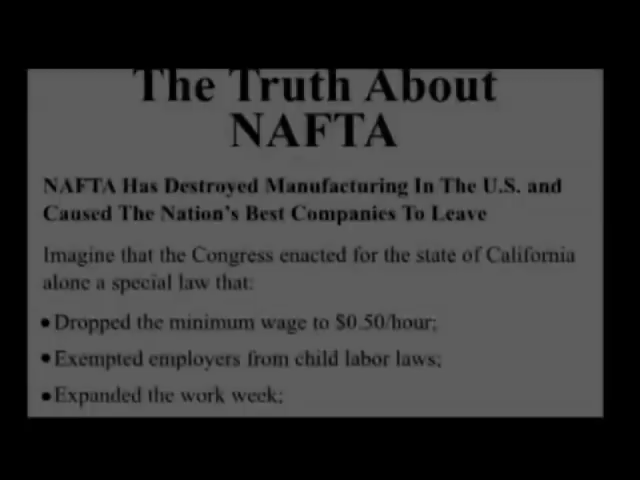 The Truth About
NAFTA
NAFTA Has Destroyed Manufacturing In The U.S. and
Caused The Nation's Best Companies To Leave
Imagine that the Congress enacted for the state of California
alone a special law that:
• Dropped the minimum wage to $0.50/hour;
• Exempted employers from child labor laws;
• Expanded the work week;